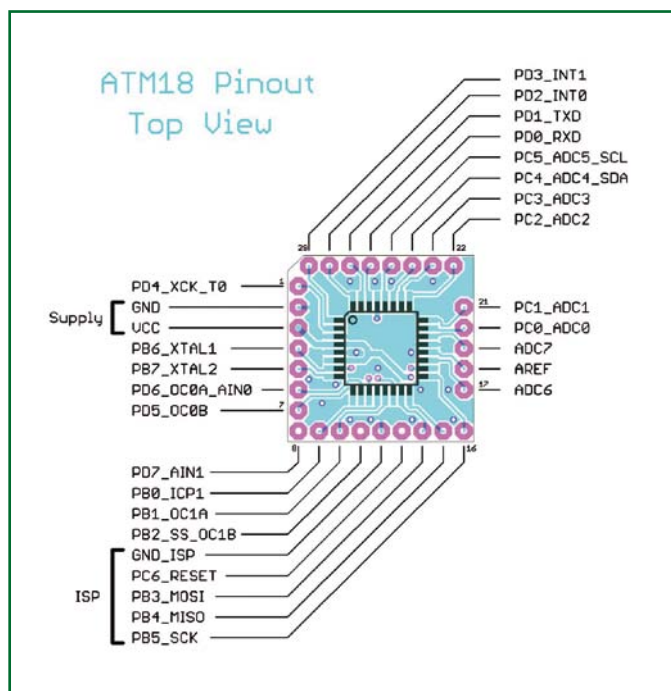 ATM18 Pinout
Top View
PD3_INT1
PD2_INT0
PD1_TXD
PD0_RXD
PC5_ADC5_SCL
PC4_ADC4_SDA
PC3_ADC3
PC2_ADC2
29
22
PD4_XCK_T0
1
GND
Supply
VCC
PB6_XTAL1
PB7_XTAL2
PD6_OC0A_AIN0
PD5_OC0B
7
21
PC1_ADC1
PC0_ADC0
ADC7
AREF
17
ADC6
8
16
PD7_AIN1
PB0_ICP1
PB1_OC1A
PB2_SS_OC1B
GND_ISP
PC6_RESET
ISP
PB3_MOSI
PB4_MISO
PB5_SCK